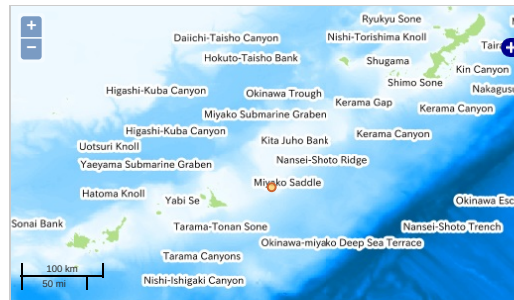 +
−
Ryukyu Sone
Daiichi-Taisho Canyon
Nishi-Torishima Knoll
Hokuto-Taisho Bank
Shugama
Kin Canyon
Shimo Sone
Higashi-Kuba Canyon
Okinawa Trough
Kerama Gap
Kerama Canyon
Miyako Submarine Graben
Higashi-Kuba Canyon
Kerama Canyon
Kita Juho Bank
Uotsuri Knoll
Nansei-Shoto Ridge
Yaeyama Submarine Graben
Miyako Saddle
Hatoma Knoll
Yabi Se
Okinawa Esc
Sonai Bank
Tarama-Tonan Sone
Nansei-Shoto Trench
Okinawa-miyako Deep Sea Terrace
Tarama Canyons
100 km
50 mi
Nishi-Ishigaki Canyon